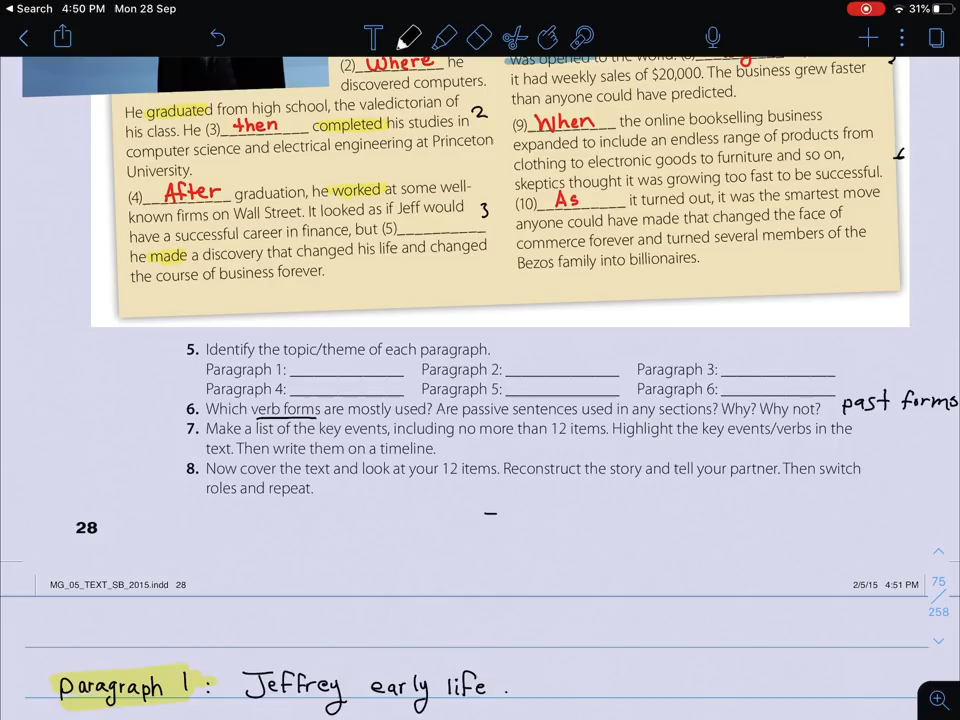 Search 4:50 PM Mon 28 Sep 31%
T
(2) Where he
discovered computers.
He graduated from high school, the valedictorian of
his class. He (3) then completed his studies in 2
computer science and electrical engineering at Princeton
University.
(4) After graduation, he worked at some well-
known firms on Wall Street. It looked as if Jeff would 3
have a successful career in finance, but (5)__________
he made a discovery that changed his life and changed
the course of business forever.
was opened to the world.
it had weekly sales of $20,000. The business grew faster
than anyone could have predicted.
(9) When the online bookselling business
expanded to include an endless range of products from
clothing to electronic goods to furniture and so on,
skeptics thought it was growing too fast to be successful.
(10) As it turned out, it was the smartest move
anyone could have made that changed the face of
commerce forever and turned several members of the
Bezos family into billionaires.
5. Identify the topic/theme of each paragraph.
Paragraph 1: __________ Paragraph 2: __________ Paragraph 3: __________
Paragraph 4: __________ Paragraph 5: __________ Paragraph 6: __________
6. Which verb forms are mostly used? Are passive sentences used in any sections? Why? Why not? past forms
7. Make a list of the key events, including no more than 12 items. Highlight the key events/verbs in the
text. Then write them on a timeline.
8. Now cover the text and look at your 12 items. Reconstruct the story and tell your partner. Then switch
roles and repeat.
28
MG_05_TEXT_SB_2015.indd 28 2/5/15 4:51 PM
75
258
paragraph 1: Jeffrey early life .